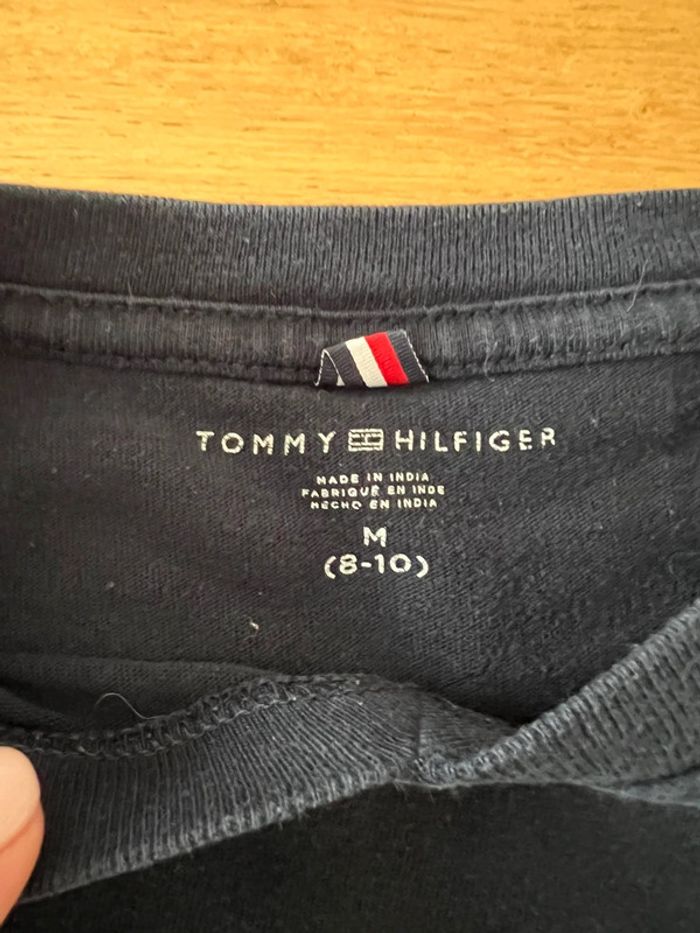 TOMMY HILFIGER
MADE IN INDIA
FABRIQUÉ EN INDE
HECHO EN INDIA
M
(8-10)